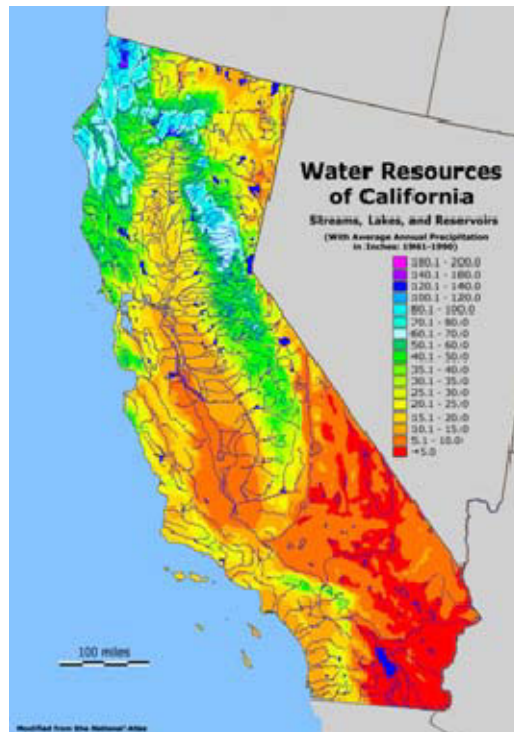 Water Resources
of California
Streams, Lakes, and Reservoirs
(With Average Annual Precipitation
in Inches: 1961-1990)
180.1 - 200.0
140.1 - 180.0
120.1 - 140.0
100.1 - 120.0
80.1 - 100.0
70.1 - 80.0
60.1 - 70.0
50.1 - 60.0
40.1 - 50.0
35.1 - 40.0
30.1 - 35.0
25.1 - 30.0
20.1 - 25.0
15.1 - 20.0
10.1 - 15.0
5.1 - 10.0
<5.0
100 miles
Modified from the National Atlas